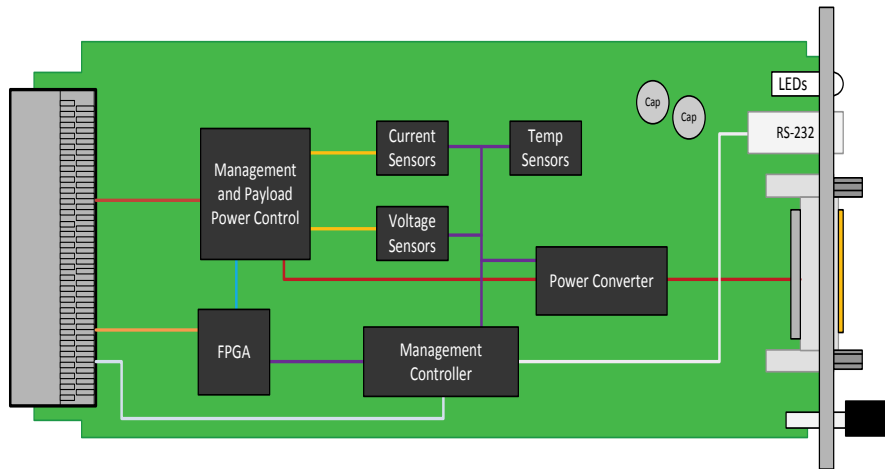 LEDs
Cap
Cap
RS-232
Current
Sensors
Temp
Sensors
Management
and Payload
Power Control
Voltage
Sensors
Power Converter
FPGA
Management
Controller